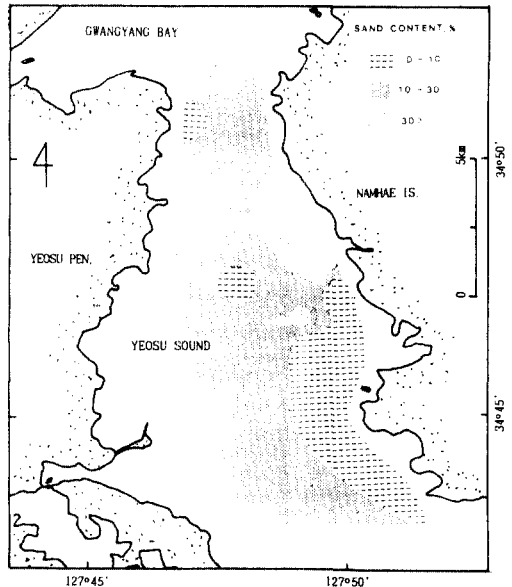 GWANGYANG BAY
SAND CONTENT, %
0 - 10
10 - 30
30>
4
5km
34°50'
NAMHAE IS.
YEOSU PEN.
0
YEOSU SOUND
34°45'
2
127°45'
127°50'